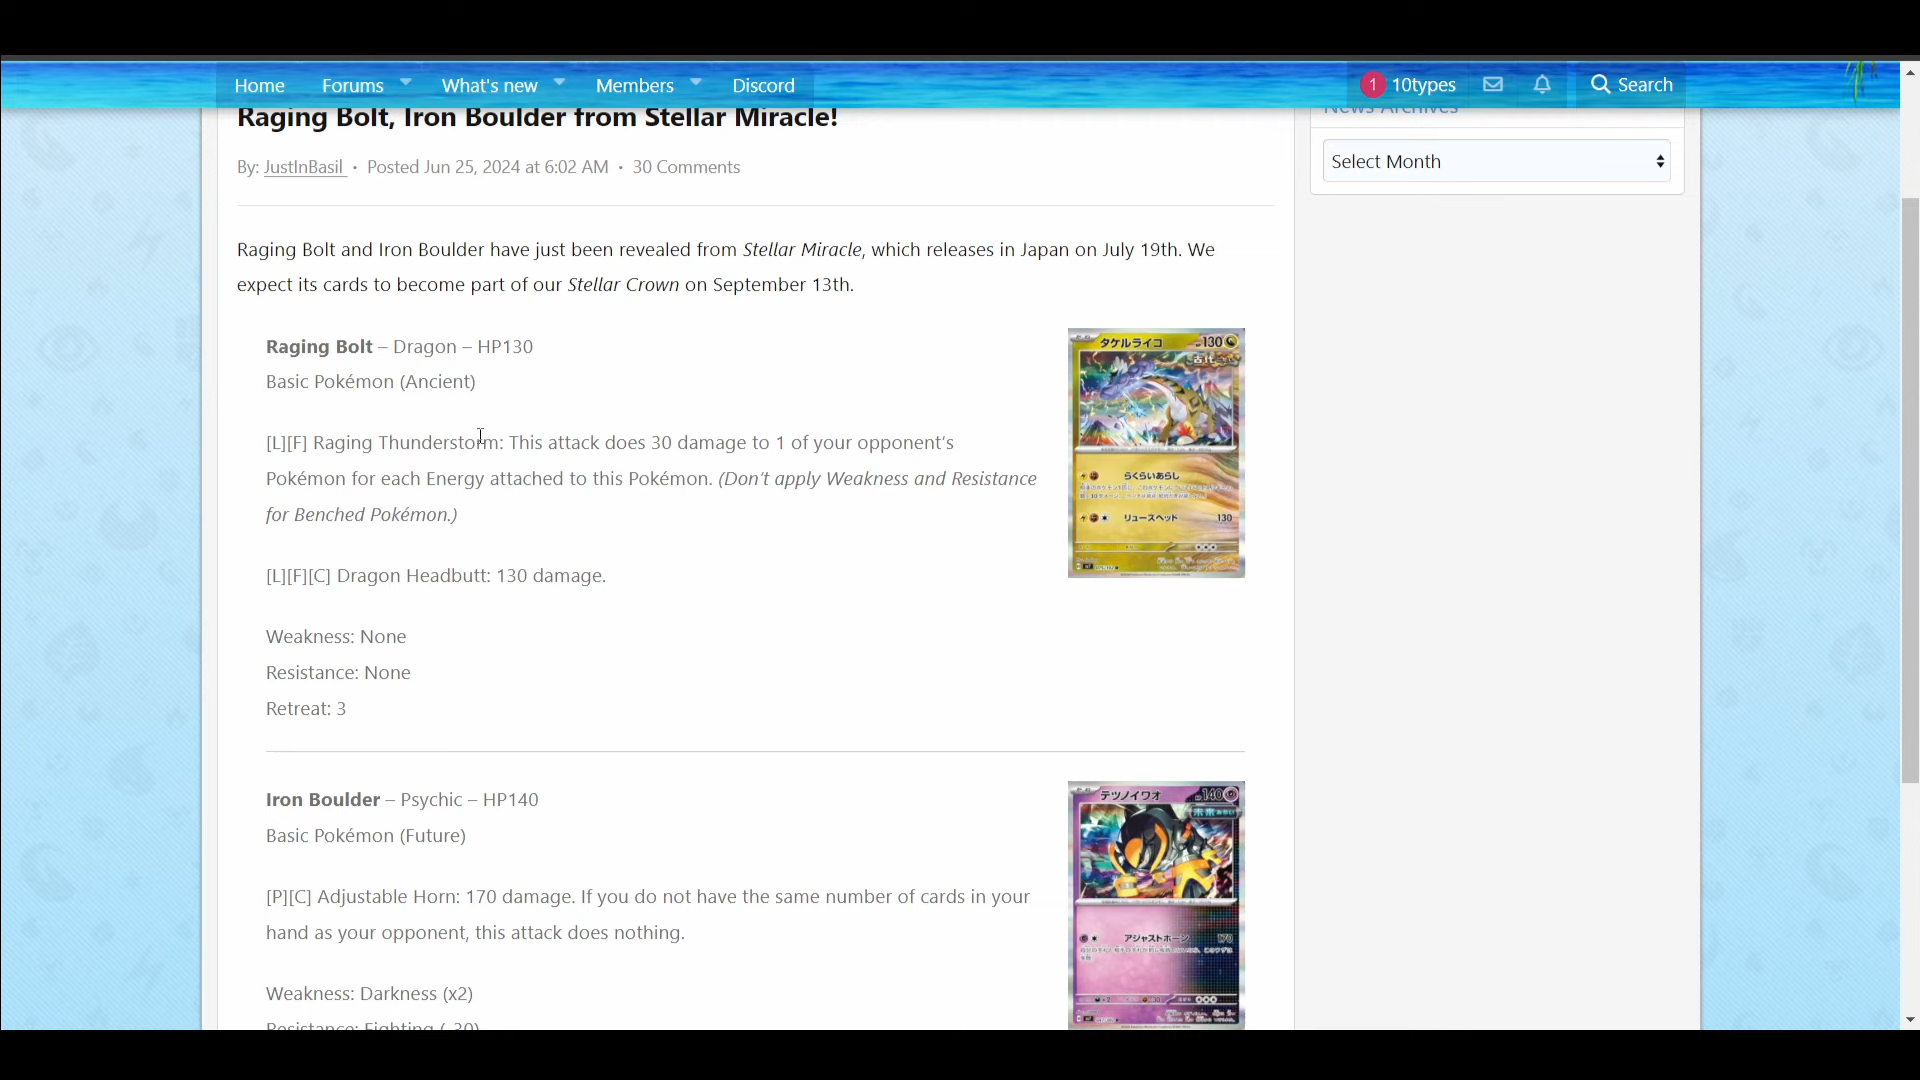 Home Forums What's new Members Discord 1 10types Search
Raging Bolt, Iron Boulder from Stellar Miracle!
By: JustInBasil · Posted Jun 25, 2024 at 6:02 AM · 30 Comments
News Archives
Select Month
Raging Bolt and Iron Boulder have just been revealed from Stellar Miracle, which releases in Japan on July 19th. We
expect its cards to become part of our Stellar Crown on September 13th.
Raging Bolt – Dragon – HP130
Basic Pokémon (Ancient)
[L][F] Raging Thunderstorm: This attack does 30 damage to 1 of your opponent's
Pokémon for each Energy attached to this Pokémon. (Don't apply Weakness and Resistance
for Benched Pokémon.)
[L][F][C] Dragon Headbutt: 130 damage.
Weakness: None
Resistance: None
Retreat: 3
タケルライコ 130
古代
らくらいあらし
リュースヘッド 130
Iron Boulder – Psychic – HP140
Basic Pokémon (Future)
[P][C] Adjustable Horn: 170 damage. If you do not have the same number of cards in your
hand as your opponent, this attack does nothing.
Weakness: Darkness (x2)
Resistance: Fighting (-30)
テツノイワオ 140
未来
アジャストホーン 170